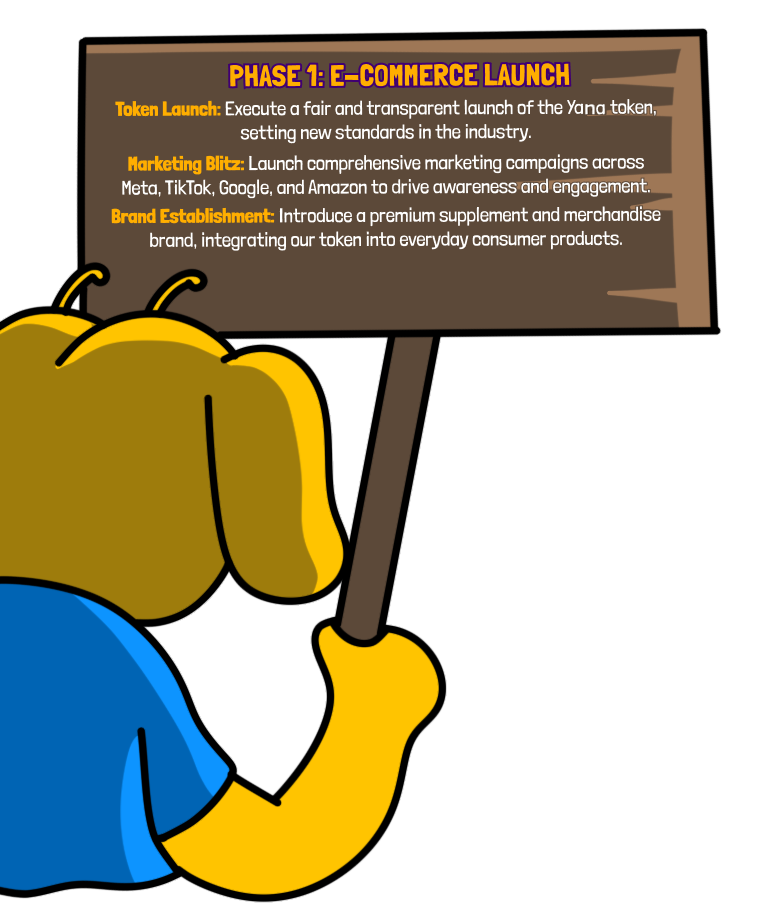 PHASE 1: E-COMMERCE LAUNCH
Token Launch: Execute a fair and transparent launch of the Yana token,
setting new standards in the industry.
Marketing Blitz: Launch comprehensive marketing campaigns across
Meta, TikTok, Google, and Amazon to drive awareness and engagement.
Brand Establishment: Introduce a premium supplement and merchandise
brand, integrating our token into everyday consumer products.